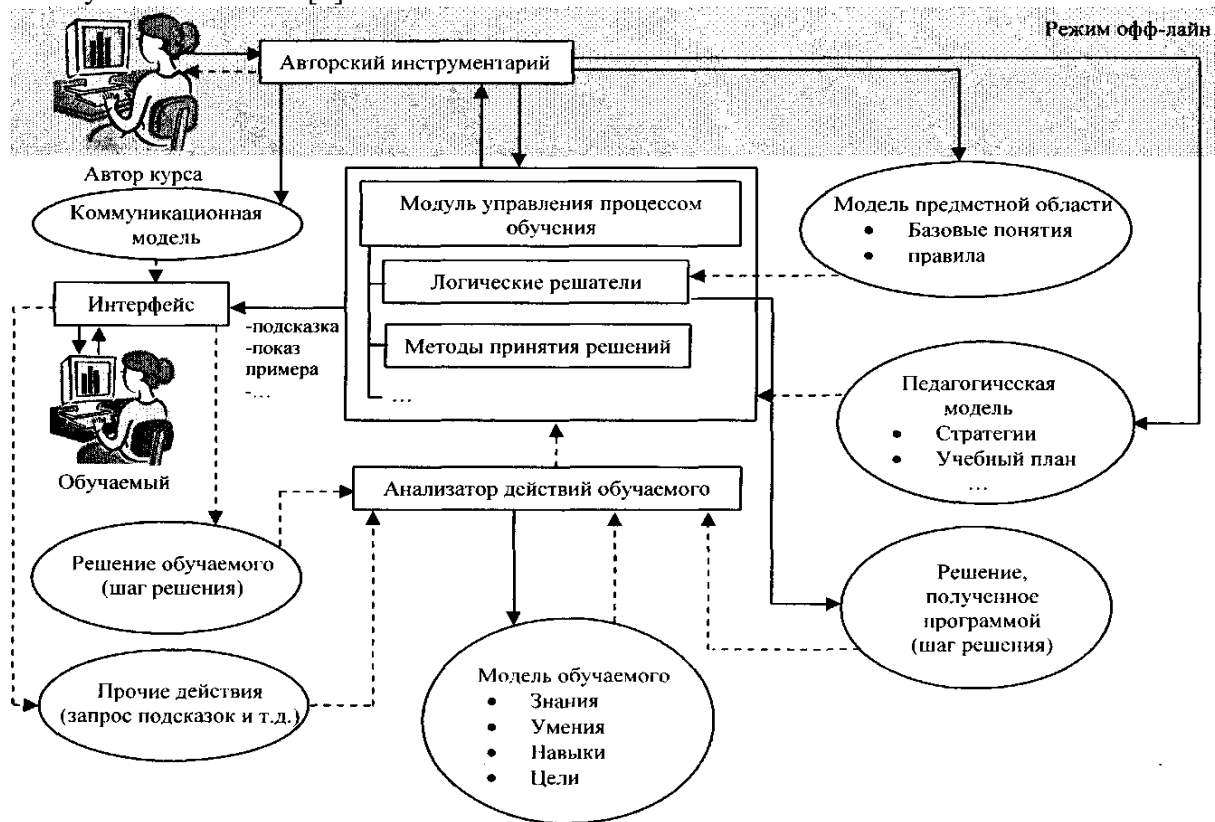 Режим офф-лайн
Авторский инструментарий
Автор курса
Коммуникационная
модель
Модуль управления процессом
обучения
Логические решатели
Методы принятия решений
...
Модель предметной области
• Базовые понятия
• правила
Интерфейс
-подсказка
-показ
примера
-...
Обучаемый
Педагогическая
модель
• Стратегии
• Учебный план
...
Анализатор действий обучаемого
Решение обучаемого
(шаг решения)
Решение,
полученное
программой
(шаг решения)
Прочие действия
(запрос подсказок и т.д.)
Модель обучаемого
• Знания
• Умения
• Навыки
• Цели